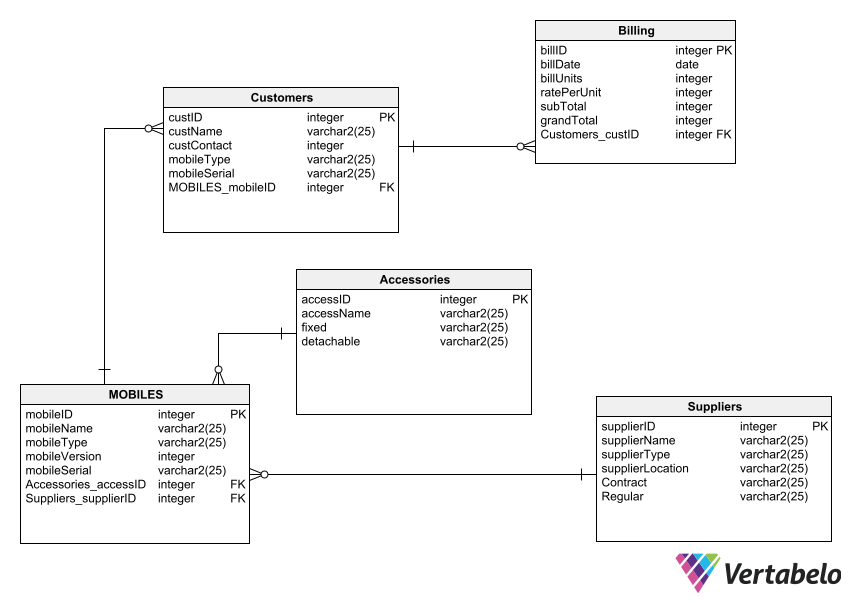 Billing
billID integer PK
billDate date
billUnits integer
ratePerUnit integer
subTotal integer
grandTotal integer
Customers_custID integer FK
Customers
custID integer PK
custName varchar2(25)
custContact integer
mobileType varchar2(25)
mobileSerial varchar2(25)
MOBILES_mobileID integer FK
Accessories
accessID integer PK
accessName varchar2(25)
fixed varchar2(25)
detachable varchar2(25)
MOBILES
mobileID integer PK
mobileName varchar2(25)
mobileType varchar2(25)
mobileVersion integer
mobileSerial varchar2(25)
Accessories_accessID integer FK
Suppliers_supplierID integer FK
Suppliers
supplierID integer PK
supplierName varchar2(25)
supplierType varchar2(25)
supplierLocation varchar2(25)
Contract varchar2(25)
Regular varchar2(25)
Vertabelo